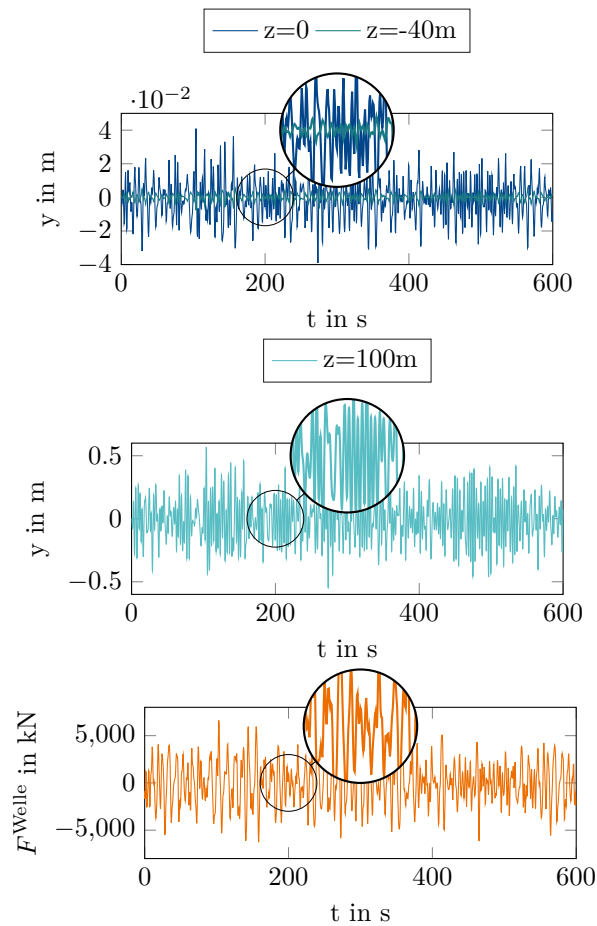 z=0 z=-40m
·10⁻²
4
2
0
−2
−4
y in m
0 200 400 600
t in s
z=100m
0.5
0
−0.5
y in m
0 200 400 600
t in s
5,000
0
−5,000
F^Welle in kN
0 200 400 600
t in s